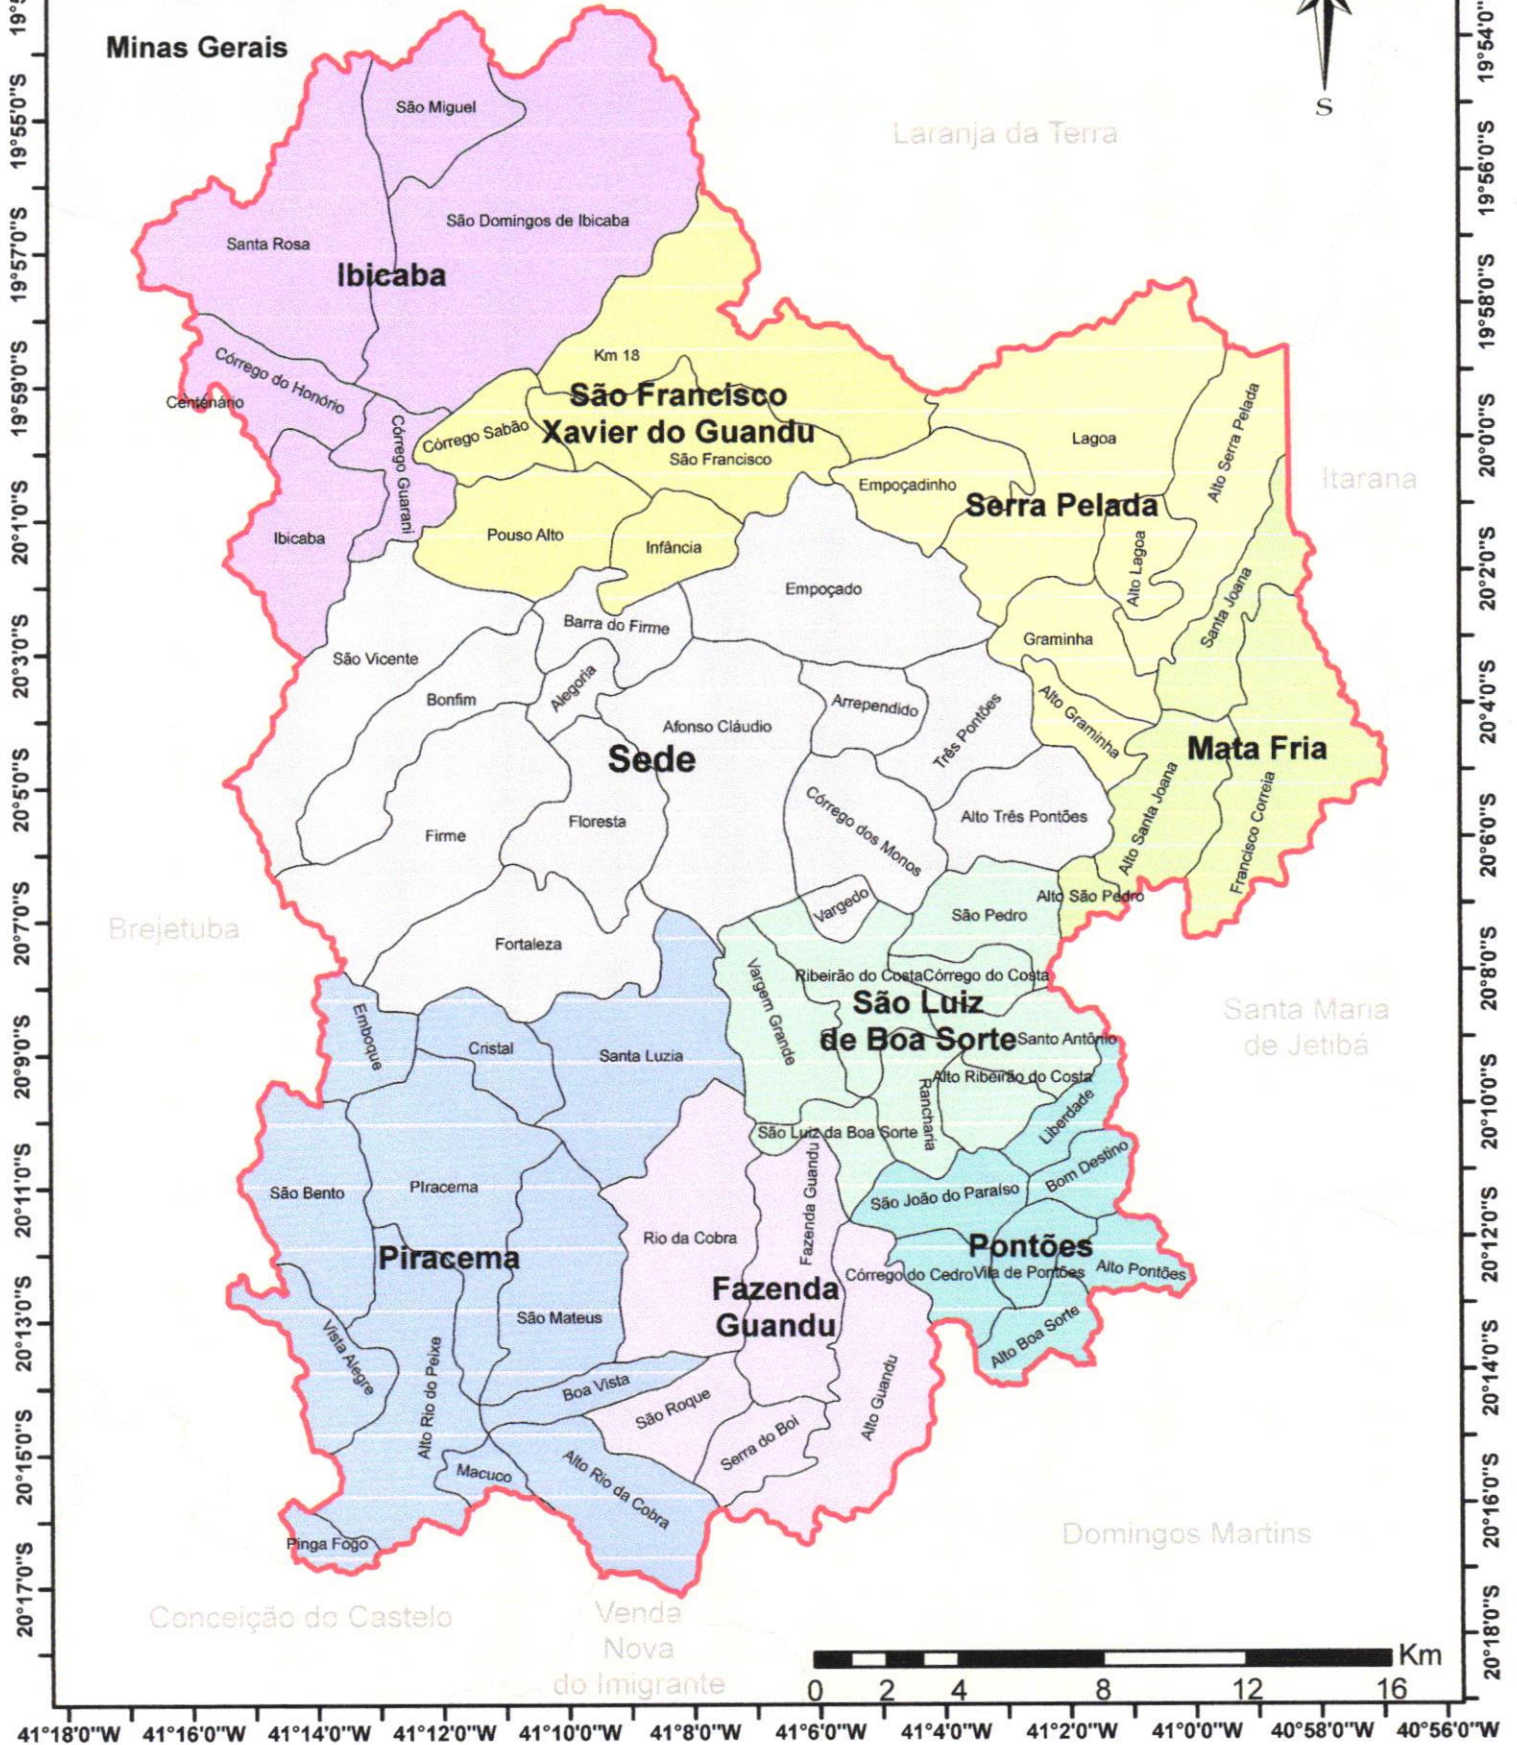 Minas Gerais
S
São Miguel
Laranja da Terra
São Domingos de Ibicaba
Santa Rosa
Ibicaba
Km 18
Córrego do Honório
Centenário
São Francisco
Xavier do Guandu
Córrego Sabão
Córrego Guarani
São Francisco
Lagoa
Alto Serra Pelada
Itarana
Empoçadinho
Serra Pelada
Ibicaba
Pouso Alto
Infância
Alto Lagoa
Empoçado
Santa Joana
Barra do Firme
Graminha
São Vicente
Bonfim
Alegoria
Arrependido
Três Pontões
Alto Graminha
Afonso Cláudio
Sede
Mata Fria
Firme
Floresta
Córrego dos Monos
Alto Três Pontões
Alto Santa Joana
Francisco Correia
Alto São Pedro
Vargedo
São Pedro
Brejetuba
Fortaleza
Ribeirão do Costa
Córrego do Costa
Vargem Grande
São Luiz
de Boa Sorte
Santa Maria
de Jetibá
Emboque
Cristal
Santa Luzia
Santo Antônio
Alto Ribeirão do Costa
Rancharia
Liberdade
São Luiz da Boa Sorte
Bom Destino
São Bento
PIracema
Fazenda Guandu
São João do Paraíso
Rio da Cobra
Piracema
Pontões
Córrego do Cedro
Vila de Pontões
Alto Pontões
Fazenda
Guandu
São Mateus
Vista Alegre
Alto Rio do Peixe
Alto Boa Sorte
Boa Vista
São Roque
Alto Guandu
Serra do Boi
Macuco
Alto Rio da Cobra
Pinga Fogo
Domingos Martins
Conceição do Castelo
Venda
Nova
do Imigrante
Km
0 2 4 8 12 16
19°55'0"S
19°57'0"S
19°59'0"S
20°1'0"S
20°3'0"S
20°5'0"S
20°7'0"S
20°9'0"S
20°11'0"S
20°13'0"S
20°15'0"S
20°17'0"S
19°54'0"S
19°56'0"S
19°58'0"S
20°0'0"S
20°2'0"S
20°4'0"S
20°6'0"S
20°8'0"S
20°10'0"S
20°12'0"S
20°14'0"S
20°16'0"S
20°18'0"S
41°18'0"W 41°16'0"W 41°14'0"W 41°12'0"W 41°10'0"W 41°8'0"W 41°6'0"W 41°4'0"W 41°2'0"W 41°0'0"W 40°58'0"W 40°56'0"W